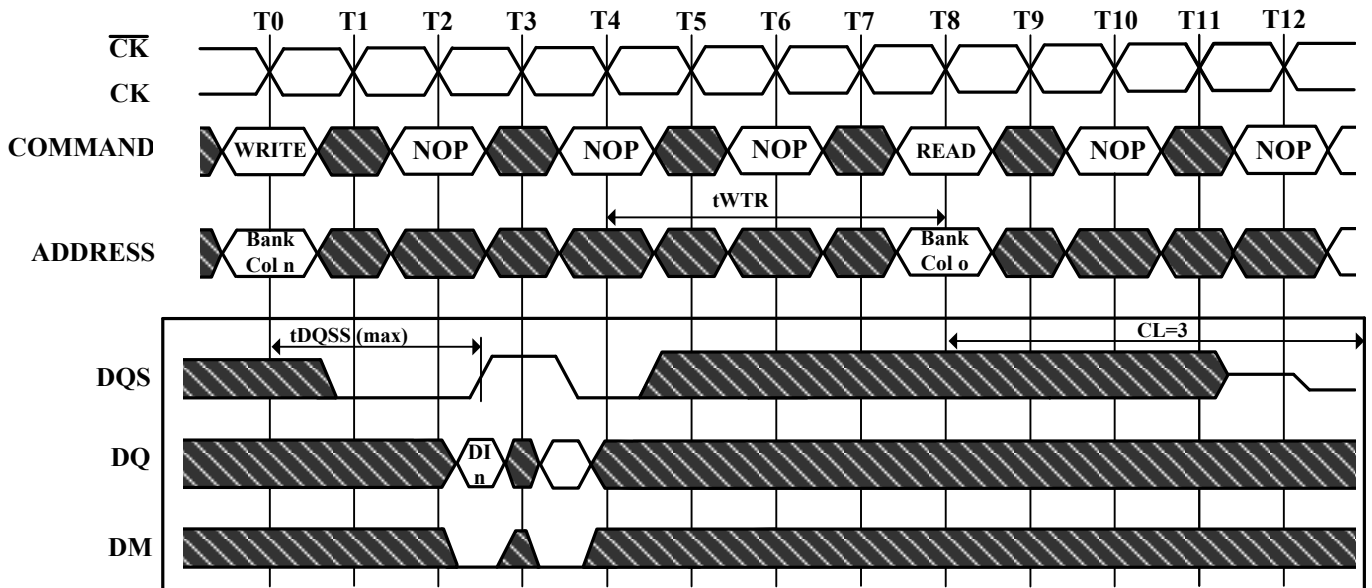 T0 T1 T2 T3 T4 T5 T6 T7 T8 T9 T10 T11 T12
CK
CK
COMMAND WRITE NOP NOP NOP READ NOP NOP
tWTR
ADDRESS Bank Col n Bank Col o
tDQSS (max) CL=3
DQS
DQ DI n
DM